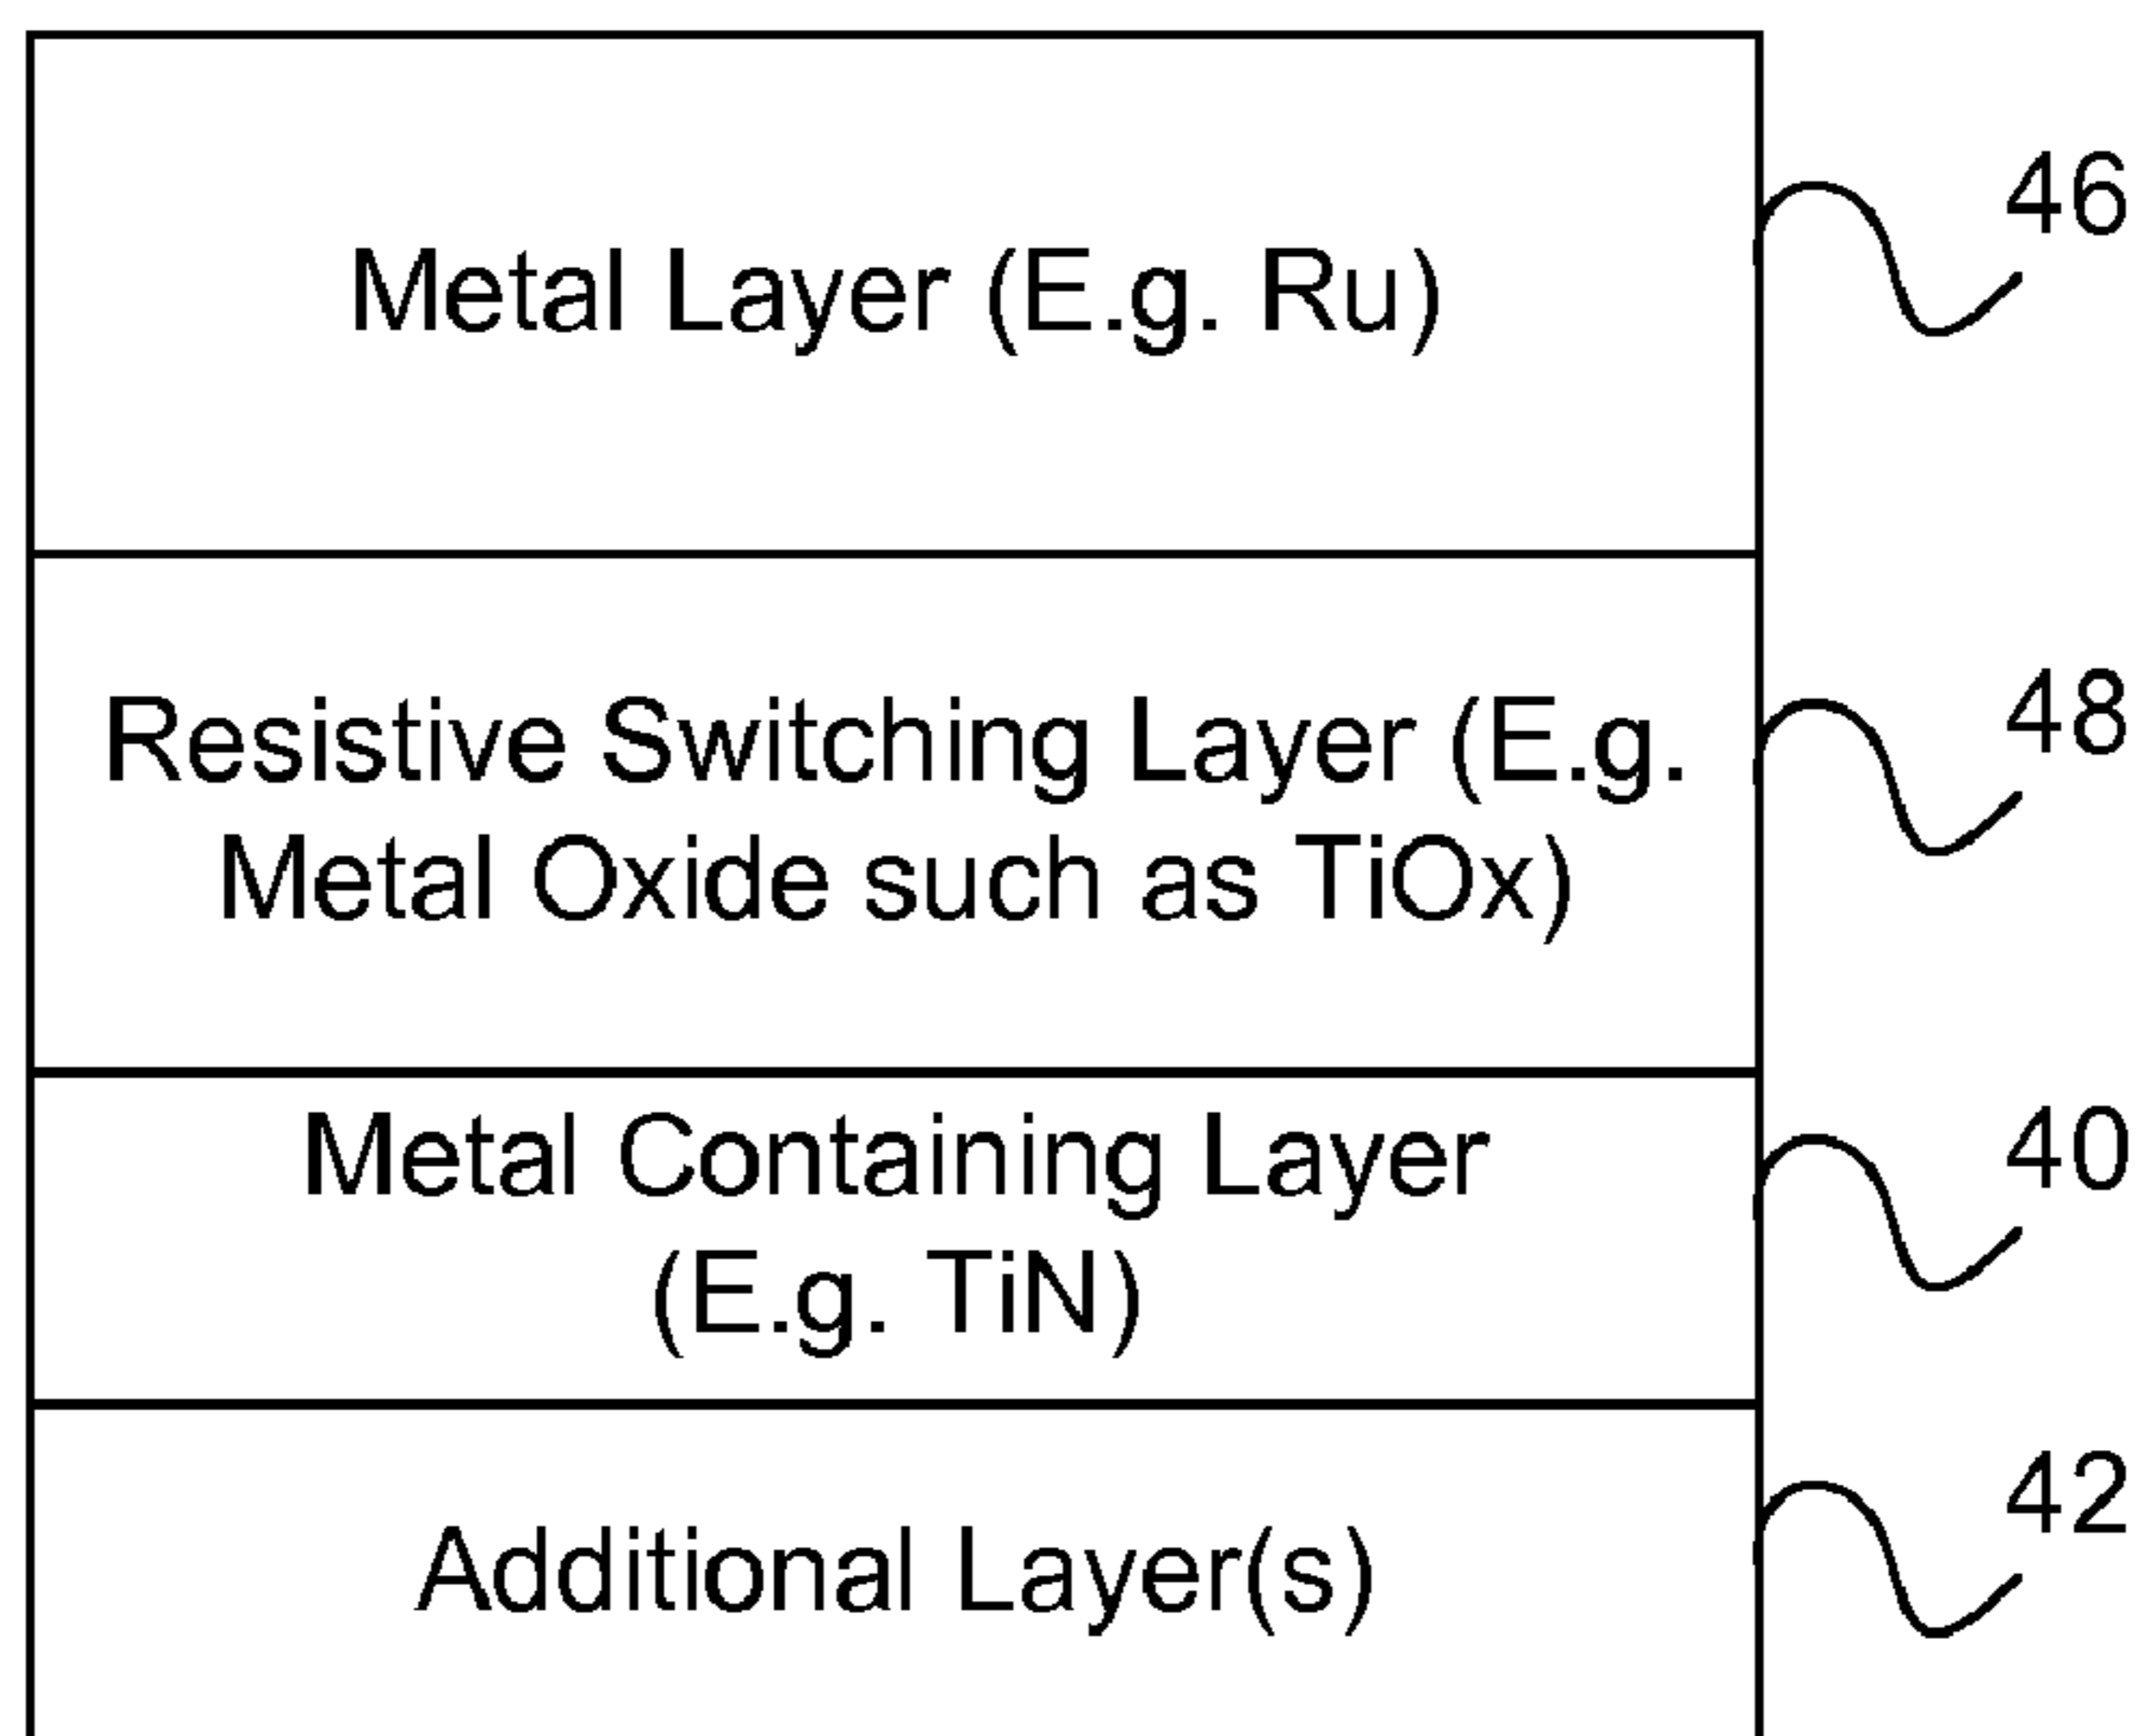 Metal Layer (E.g. Ru)
46
Resistive Switching Layer (E.g.
Metal Oxide such as TiOx)
48
Metal Containing Layer
(E.g. TiN)
40
Additional Layer(s)
42